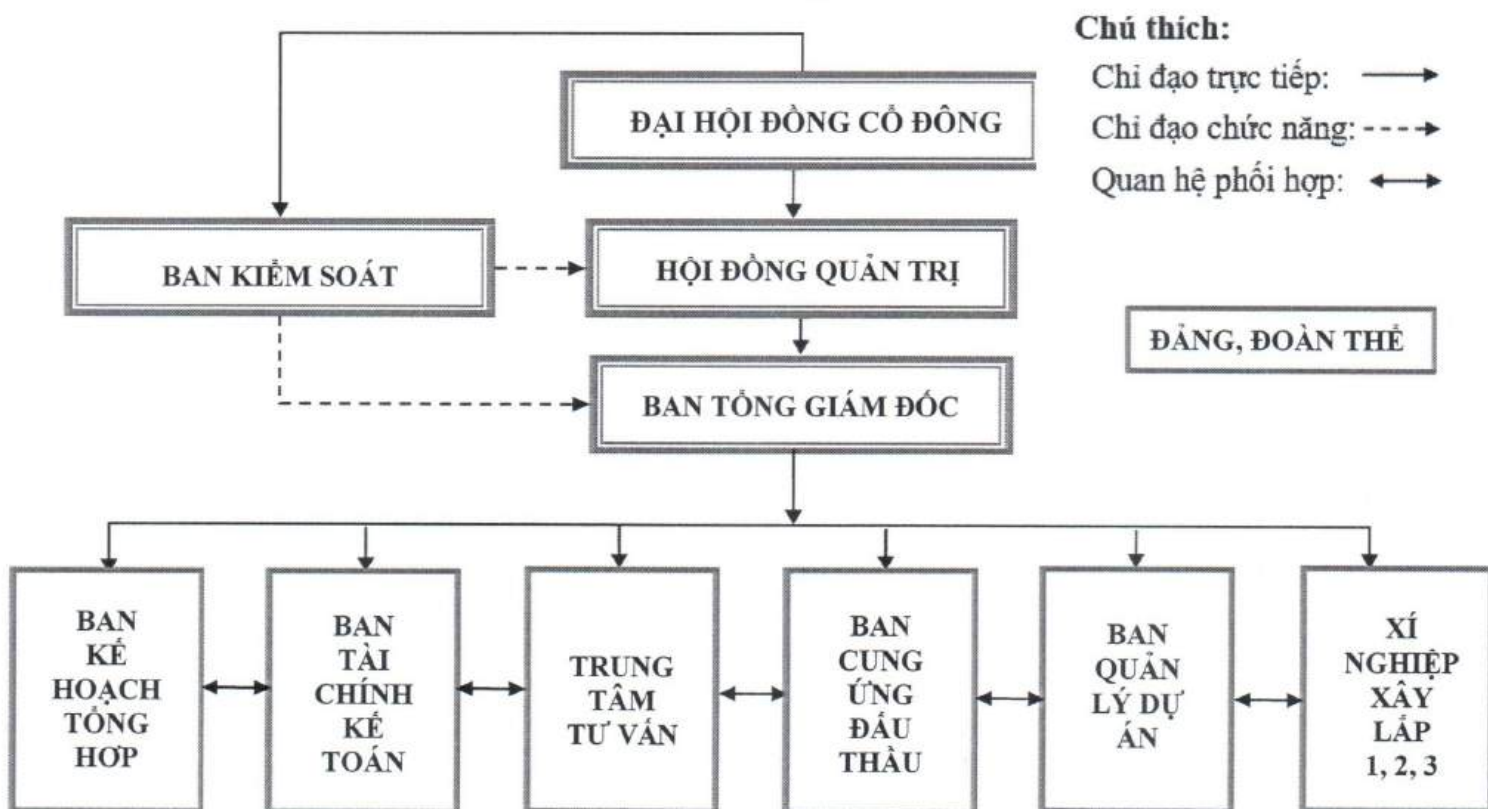 Chú thích:
Chỉ đạo trực tiếp:
Chỉ đạo chức năng:
Quan hệ phối hợp:
ĐẠI HỘI ĐỒNG CỔ ĐÔNG
BAN KIỂM SOÁT
HỘI ĐỒNG QUẢN TRỊ
ĐẢNG, ĐOÀN THỂ
BAN TỔNG GIÁM ĐỐC
BAN
KẾ
HOẠCH
TỔNG
HƠP
BAN
TÀI
CHÍNH
KẾ
TOÁN
TRUNG
TÂM
TƯ VẤN
BAN
CUNG
ỨNG
ĐẤU
THẦU
BAN
QUẢN
LÝ DỰ
ÁN
XÍ
NGHIỆP
XÂY
LẮP
1, 2, 3